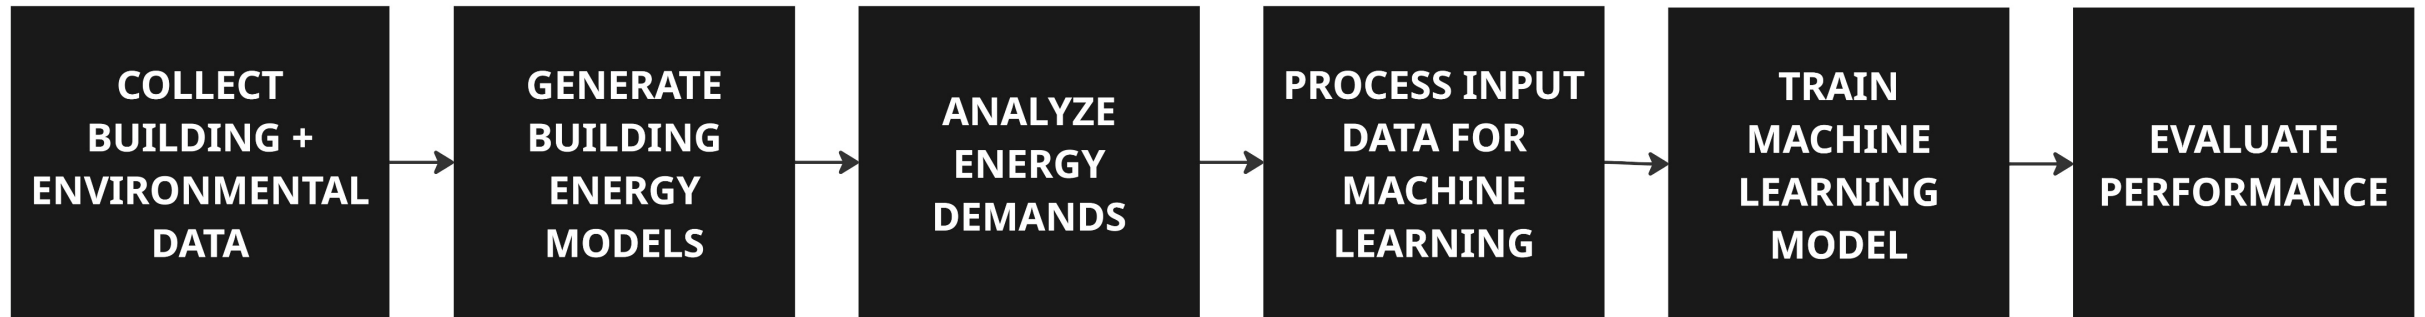 COLLECT
BUILDING +
ENVIRONMENTAL
DATA
GENERATE
BUILDING
ENERGY
MODELS
ANALYZE
ENERGY
DEMANDS
PROCESS INPUT
DATA FOR
MACHINE
LEARNING
TRAIN
MACHINE
LEARNING
MODEL
EVALUATE
PERFORMANCE